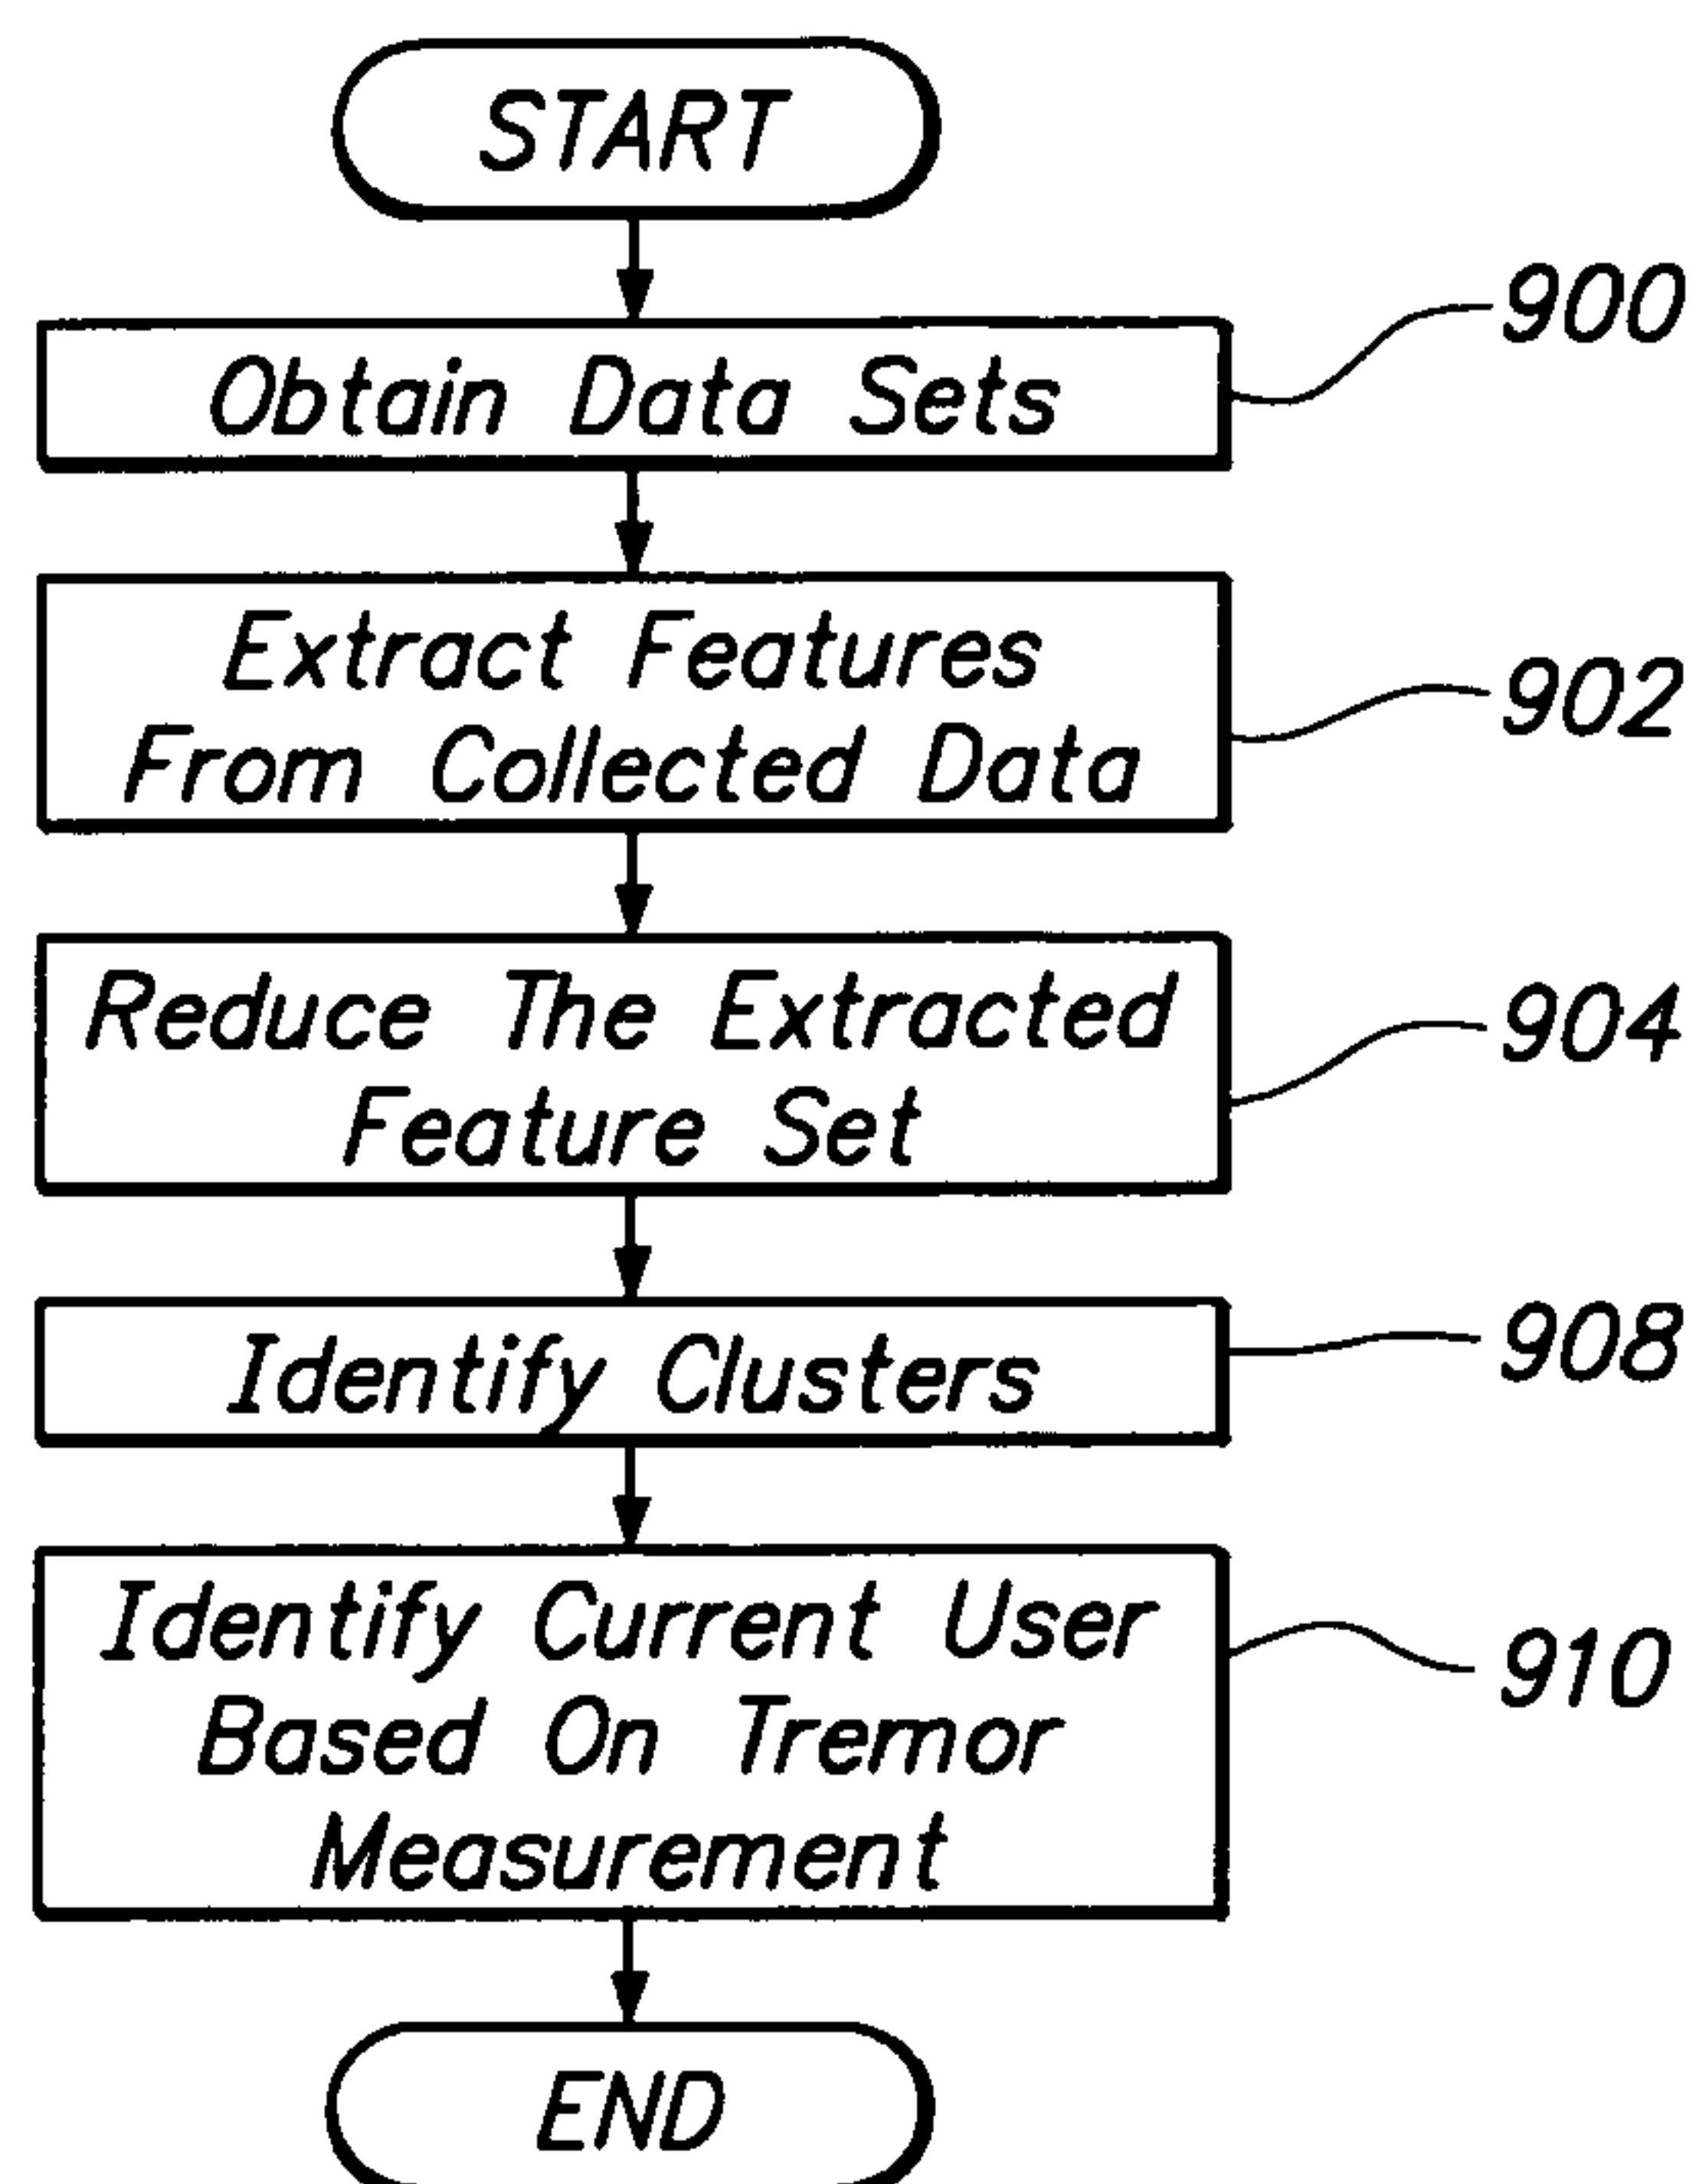 START
Obtain Data Sets
900
Extract Features
From Collected Data
902
Reduce The Extracted
Feature Set
904
Identify Clusters
908
Identify Current User
Based On Tremor
Measurement
910
END